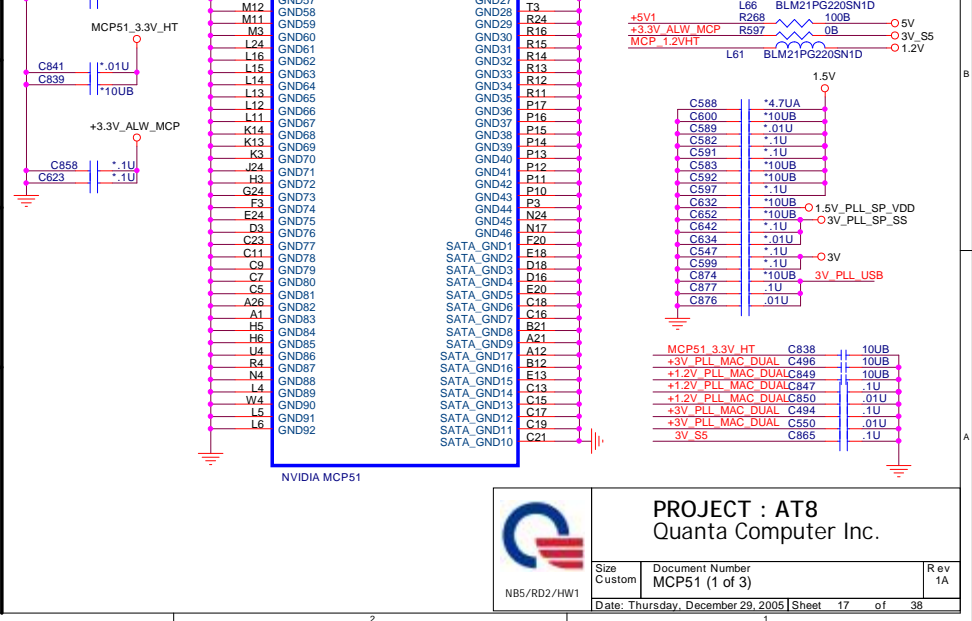 MCP51_3.3V_HT
C841 *.01U
C839 *10UB
+3.3V_ALW_MCP
C858 *.1U
C623 *.1U
GND57
M12 GND58
M11 GND59
M3 GND60
L24 GND61
L16 GND62
L15 GND63
L14 GND64
L13 GND65
L12 GND66
L11 GND67
K14 GND68
K13 GND69
K3 GND70
J24 GND71
H3 GND72
G24 GND73
F3 GND74
E24 GND75
D3 GND76
C23 GND77
C11 GND78
C9 GND79
C7 GND80
C5 GND81
A26 GND82
A1 GND83
H5 GND84
H6 GND85
U4 GND86
R4 GND87
N4 GND88
L4 GND89
W4 GND90
L5 GND91
L6 GND92
GND27
GND28 T3
GND29 R24
GND30 R16
GND31 R15
GND32 R14
GND33 R13
GND34 R12
GND35 R11
GND36 P17
GND37 P16
GND38 P15
GND39 P14
GND40 P13
GND41 P12
GND42 P11
GND43 P10
GND44 P3
GND45 N24
GND46 N17
SATA_GND1 F20
SATA_GND2 E18
SATA_GND3 D18
SATA_GND4 D16
SATA_GND5 E20
SATA_GND6 C18
SATA_GND7 C16
SATA_GND8 B21
SATA_GND9 A21
SATA_GND17 A12
SATA_GND16 B12
SATA_GND15 E13
SATA_GND14 C13
SATA_GND13 C15
SATA_GND12 C17
SATA_GND11 C19
SATA_GND10 C21
NVIDIA MCP51
L66 BLM21PG220SN1D
+5V1 R268 100B 5V
+3.3V_ALW_MCP R597 0B 3V_S5
MCP_1.2VHT 1.2V
L61 BLM21PG220SN1D
1.5V
C588 *4.7UA
C600 *10UB
C589 *.01U
C582 *.1U
C591 *.1U
C583 *10UB
C592 *10UB
C597 *.1U
C632 *10UB 1.5V_PLL_SP_VDD
C652 *10UB 3V_PLL_SP_SS
C642 *.1U
C634 *.01U
C547 *.1U 3V
C599 *.1U
C874 *10UB 3V_PLL_USB
C877 .1U
C876 .01U
MCP51_3.3V_HT C838 10UB
+3V_PLL_MAC_DUAL C496 10UB
+1.2V_PLL_MAC_DUAL C849 10UB
+1.2V_PLL_MAC_DUAL C847 .1U
+1.2V_PLL_MAC_DUAL C850 .01U
+3V_PLL_MAC_DUAL C494 .1U
+3V_PLL_MAC_DUAL C550 .01U
3V_S5 C865 .1U
B
A
NB5/RD2/HW1
PROJECT : AT8
Quanta Computer Inc.
Size Document Number Rev
Custom MCP51 (1 of 3) 1A
Date: Thursday, December 29, 2005 Sheet 17 of 38
2 1